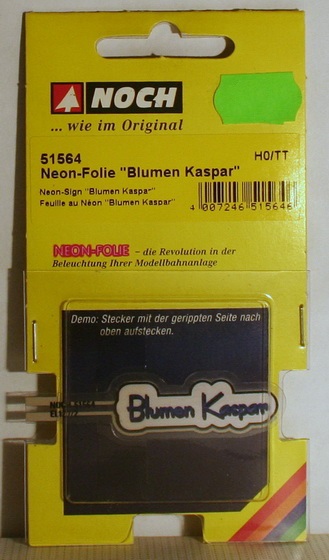 NOCH
... wie im Original
51564
H0/TT
Neon-Folie "Blumen Kaspar"
Neon-Sign "Blumen Kaspar"
Feuille au Néon "Blumen Kaspar"
4 007246 515646
NEON-FOLIE – die Revolution in der
Beleuchtung Ihrer Modellbahnanlage
Demo: Stecker mit der gerippten Seite nach
oben aufstecken.
Blumen Kaspar
51564